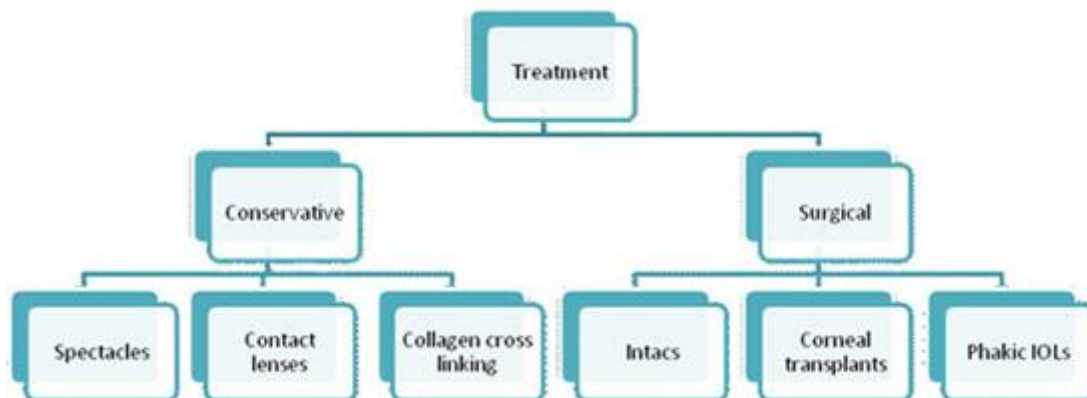 Treatment
Conservative
Surgical
Spectacles
Contact
lenses
Collagen cross
linking
Intacs
Corneal
transplants
Phakic IOLs